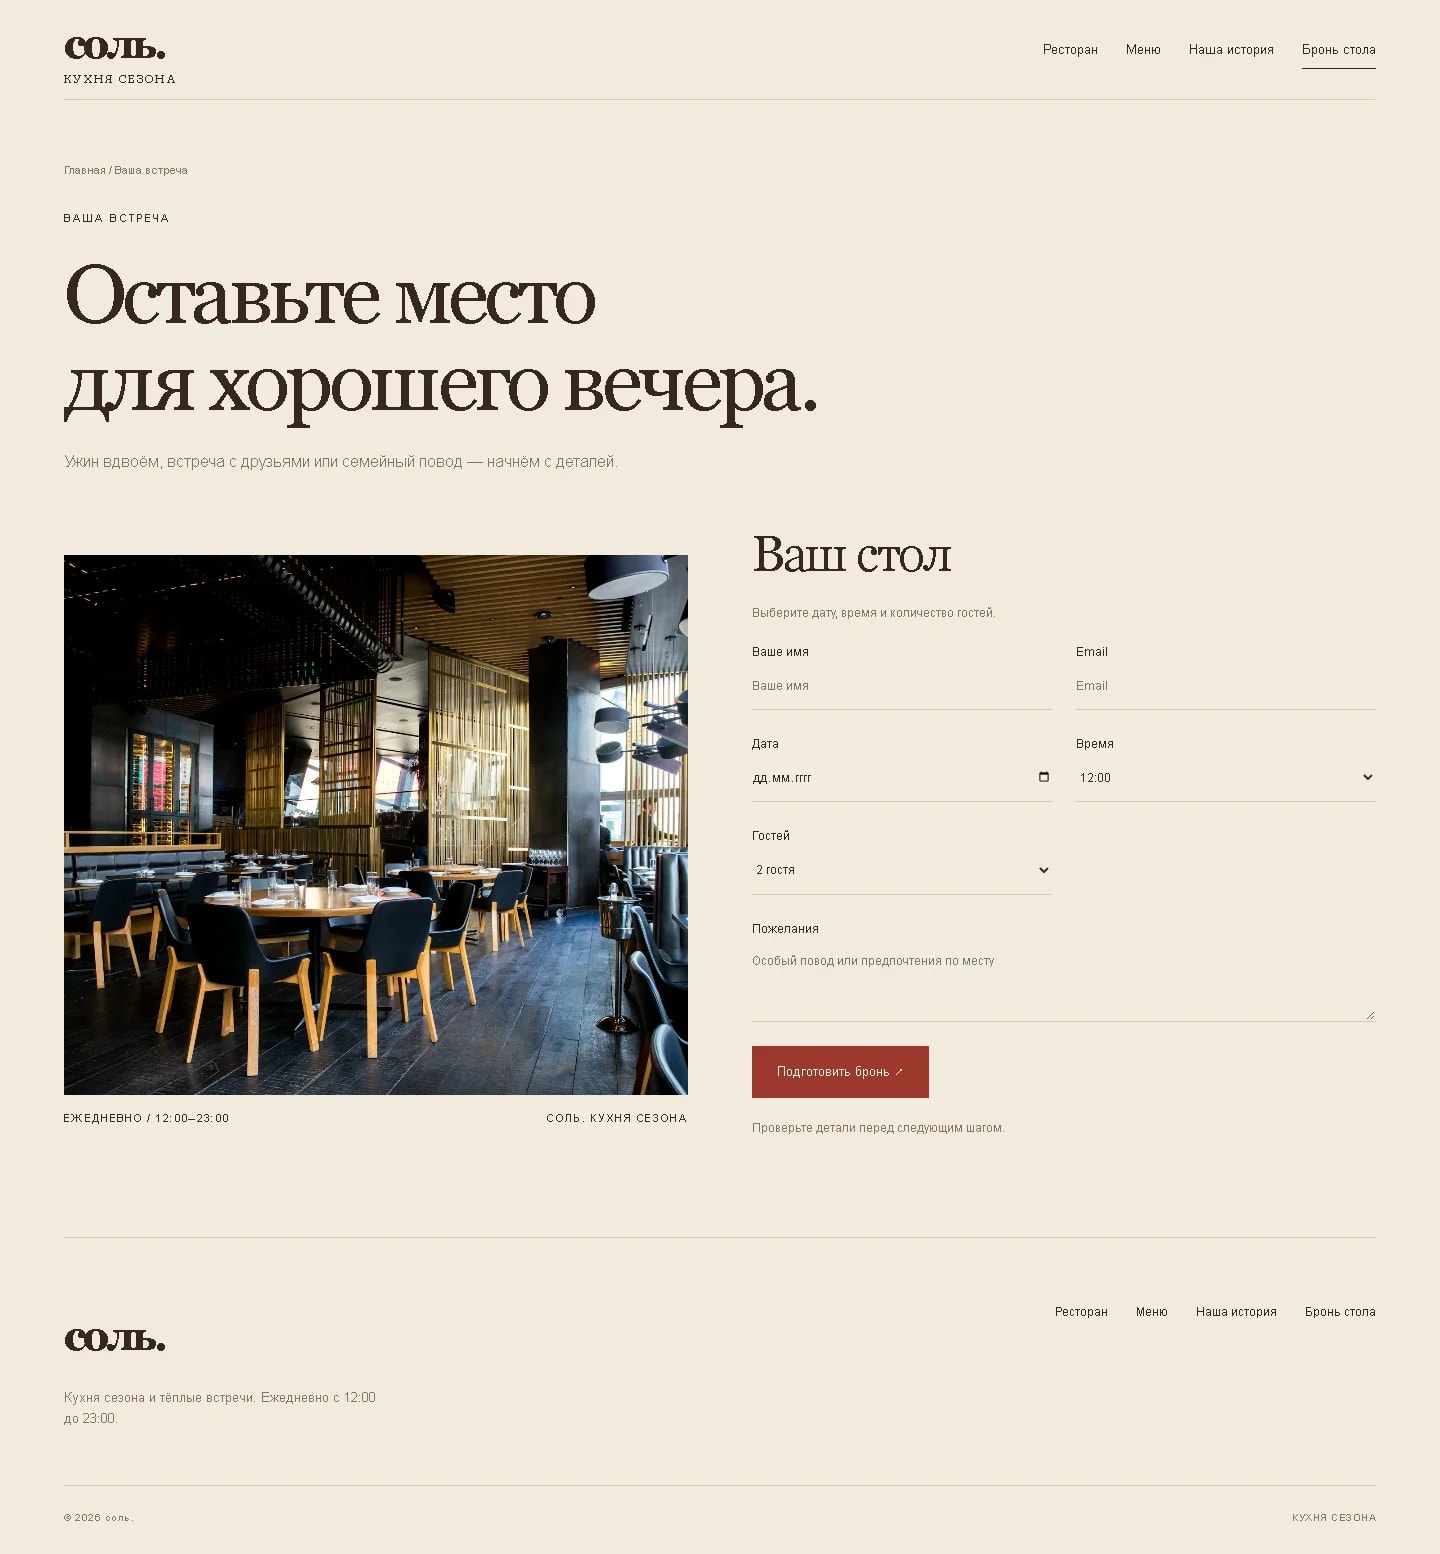 соль.
КУХНЯ СЕЗОНА
Ресторан
Меню
Наша история
Бронь стола
Главная / Ваша встреча
ВАША ВСТРЕЧА
Оставьте место
для хорошего вечера.
Ужин вдвоём, встреча с друзьями или семейный повод — начнём с деталей.
Ваш стол
Выберите дату, время и количество гостей.
Ваше имя
Email
Ваше имя
Email
Дата
Время
дд.мм.гггг
12:00
Гостей
2 гостя
Пожелания
Особый повод или предпочтения по месту
Подготовить бронь ↗
Проверьте детали перед следующим шагом.
ЕЖЕДНЕВНО / 12:00–23:00
СОЛЬ. КУХНЯ СЕЗОНА
соль.
Ресторан
Меню
Наша история
Бронь стола
Кухня сезона и тёплые встречи. Ежедневно с 12:00
до 23:00.
© 2026 соль.
КУХНЯ СЕЗОНА